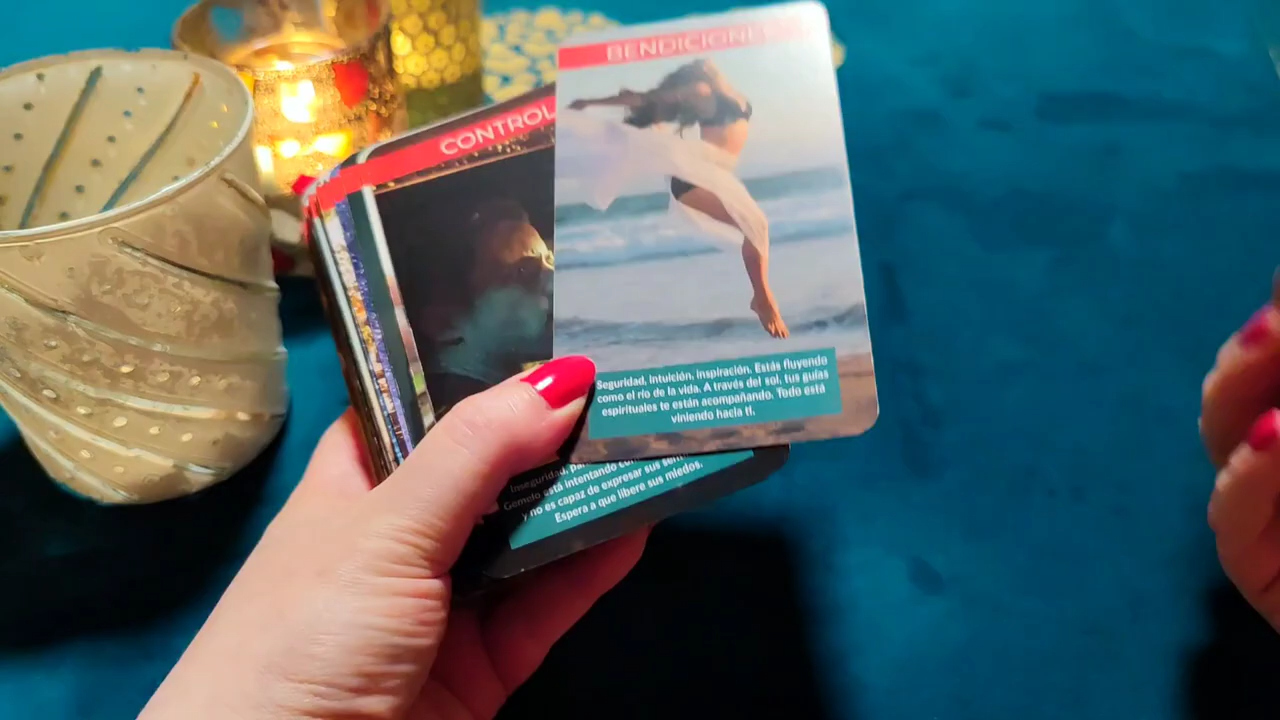 BENDICIONES
CONTROL
Seguridad, intuición, inspiración. Estás fluyendo
como el río de la vida. A través del sol, tus guías
espirituales te están acompañando. Todo está
viniendo hacia ti.
Inseguridad,
Gemelo está intentando
y no es capaz de expresar sus
Espera a que libere sus miedos.